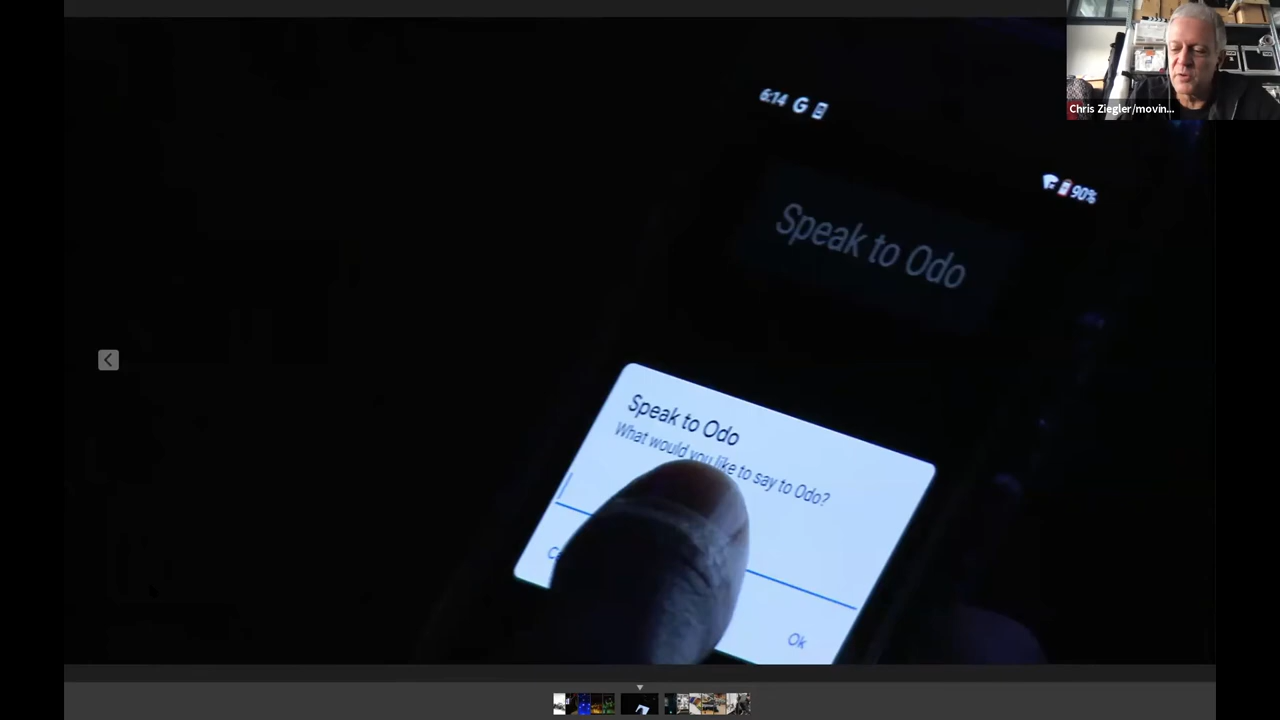 Chris Ziegler/movin...
6:14 G
90%
Speak to Odo
Speak to Odo
What would you like to say to Odo?
Ok